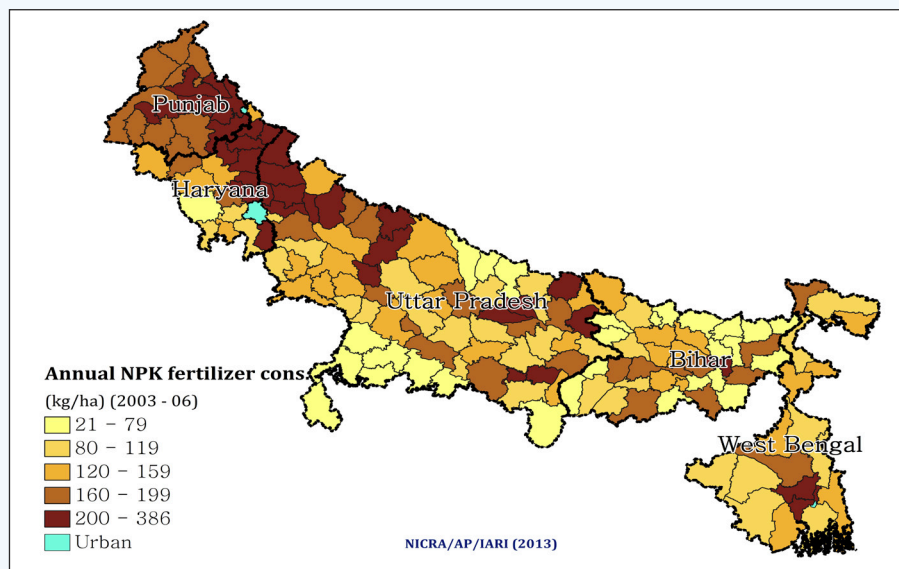 Punjab
Haryana
Uttar Pradesh
Bihar
West Bengal
Annual NPK fertilizer cons.
(kg/ha) (2003 - 06)
21 - 79
80 - 119
120 - 159
160 - 199
200 - 386
Urban
NICRA/AP/IARI (2013)